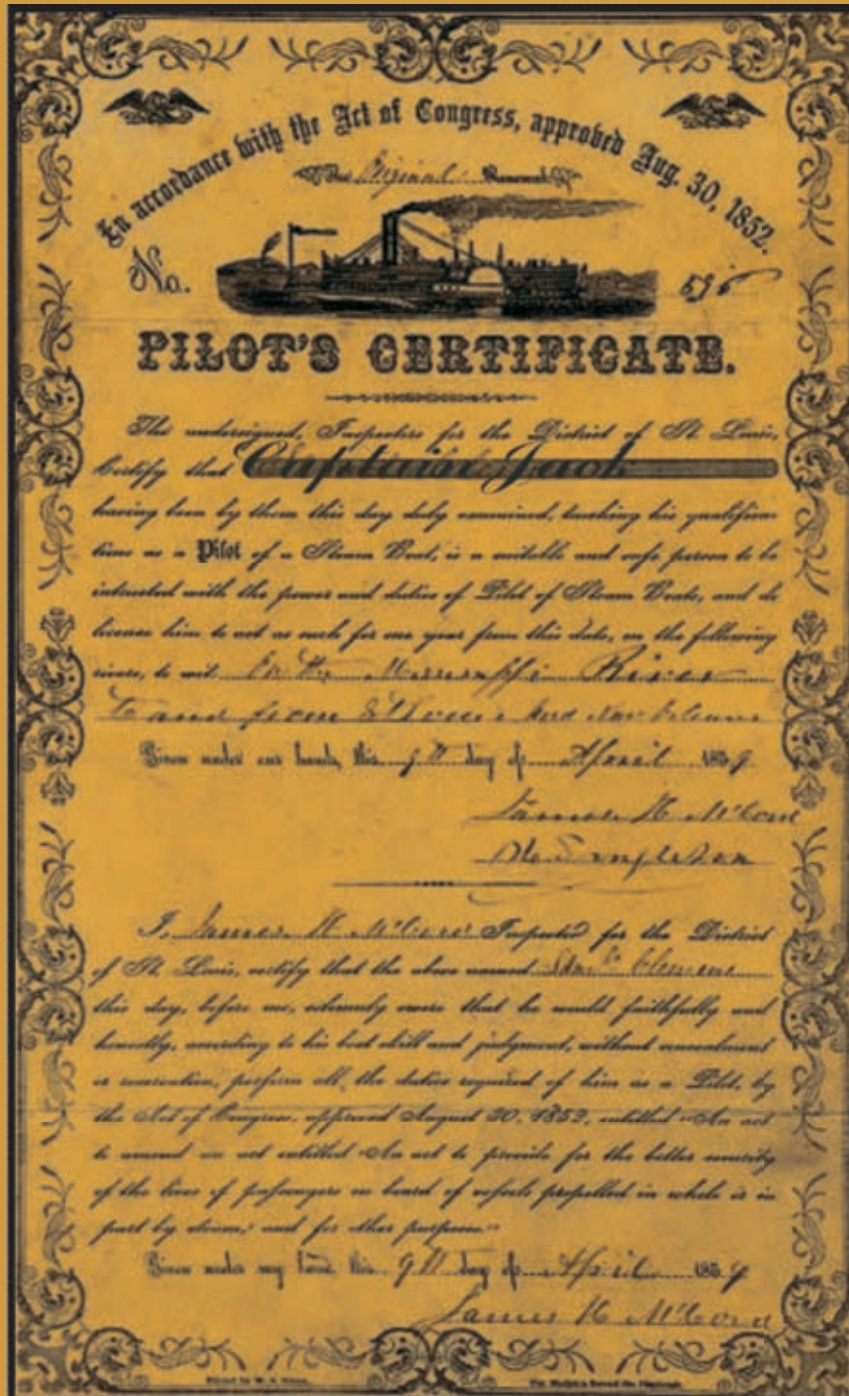 In accordance with the Act of Congress, approved Aug. 30, 1852.
Original Renewal
No.
PILOT'S CERTIFICATE.
The undersigned, Inspectors for the District of St. Louis,
Certify that Captain Jack
having been by them this day duly examined, touching his qualifica-
tions as a Pilot of a Steam Boat, is a suitable and safe person to be
intrusted with the power and duties of Pilot of Steam Boats, and do
license him to act as such for one year from this date, on the following
rivers, to wit On the Mississippi River
to and from St Louis and New Orleans
Given under our hands, this 9th day of April 1859
James H McCord
Singleton
I, James H McCord Inspector for the District
of St. Louis, certify that the above named Clemens
this day, before me, solemnly swore that he would faithfully and
honestly, according to his best skill and judgment, without concealment
or reservation, perform all the duties required of him as a Pilot, by
the Act of Congress, approved August 30, 1852, entitled "An act
to amend an act entitled "An act to provide for the better security
of the lives of passengers on board of vessels propelled in whole or in
part by steam, and for other purposes."
Given under my hand, this 9th day of April 1859
James H McCord
Printed by W. S.